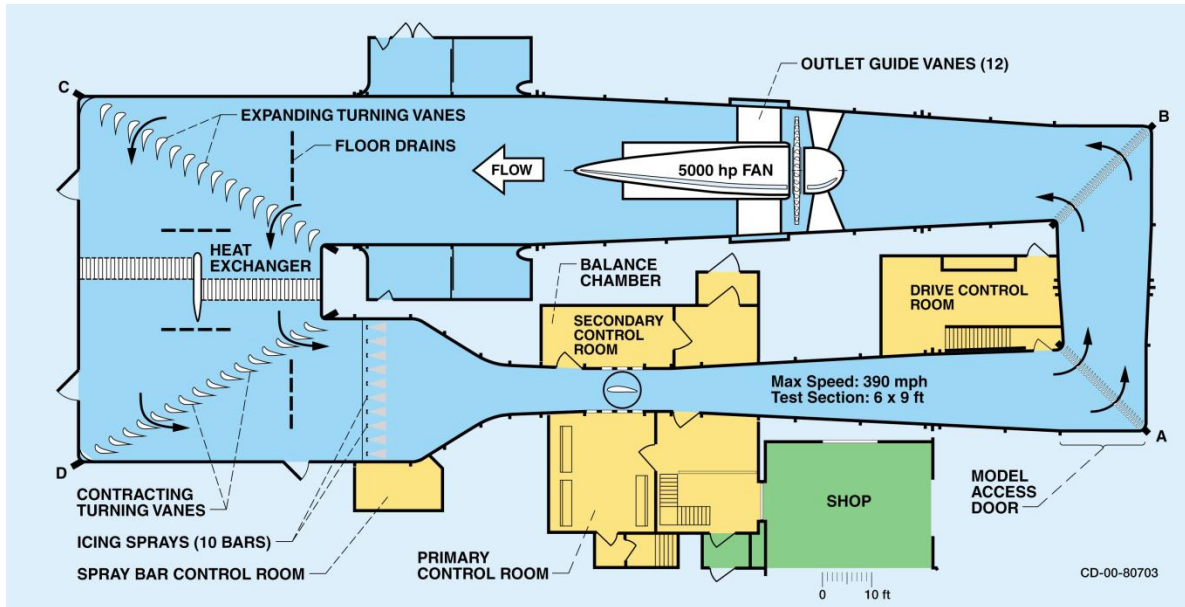 C
EXPANDING TURNING VANES
FLOOR DRAINS
FLOW
5000 hp FAN
OUTLET GUIDE VANES (12)
B
HEAT
EXCHANGER
BALANCE
CHAMBER
SECONDARY
CONTROL
ROOM
DRIVE CONTROL
ROOM
Max Speed: 390 mph
Test Section: 6 x 9 ft
A
D
CONTRACTING
TURNING VANES
ICING SPRAYS (10 BARS)
SPRAY BAR CONTROL ROOM
PRIMARY
CONTROL ROOM
SHOP
MODEL
ACCESS
DOOR
0 10 ft
CD-00-80703